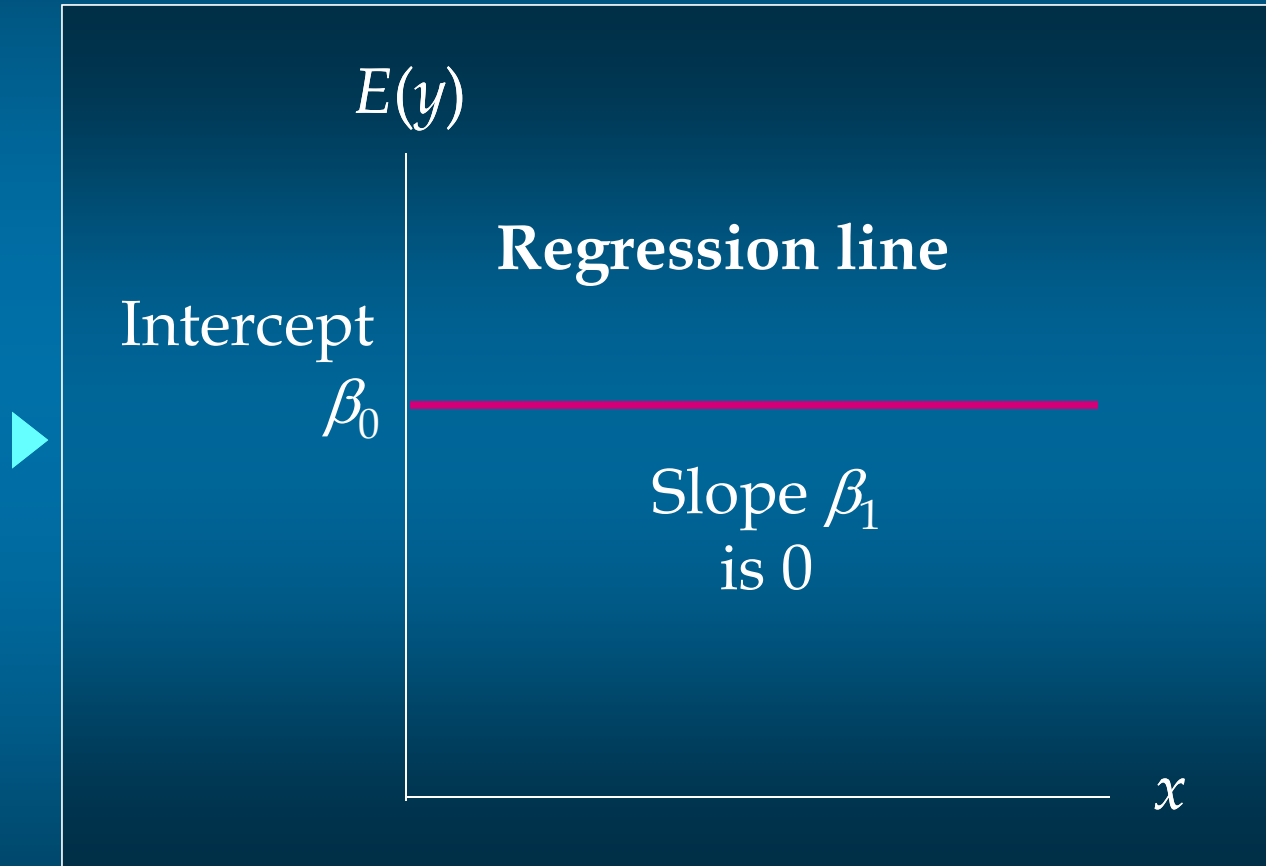 E(y)
Regression line
Intercept
β0
Slope β1
is 0
x